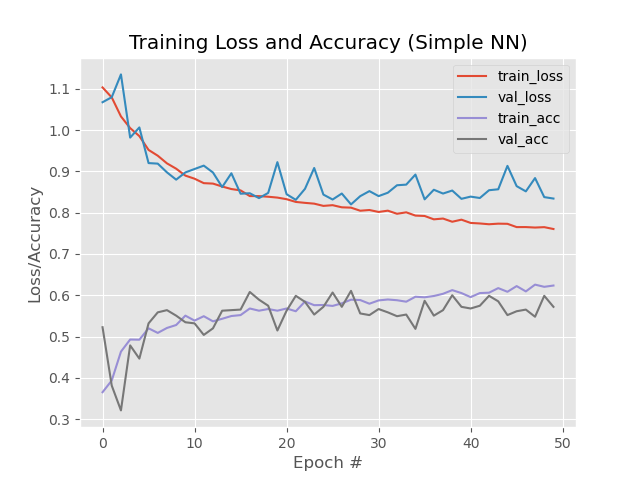 Training Loss and Accuracy (Simple NN)
train_loss
val_loss
train_acc
val_acc
1.1
1.0
0.9
0.8
0.7
0.6
0.5
0.4
0.3
Loss/Accuracy
0 10 20 30 40 50
Epoch #